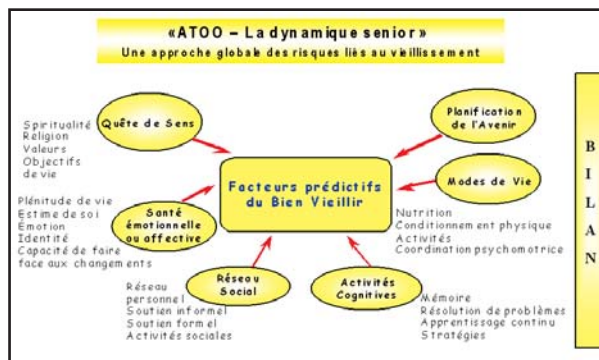 «ATOO – La dynamique senior»
Une approche globale des risques liés au vieillissement
Quête de Sens
Spiritualité
Religion
Valeurs
Objectifs
de vie
Planification
de l'Avenir
Facteurs prédictifs
du Bien Vieillir
Modes de Vie
Nutrition
Conditionnement physique
Activités
Coordination psychomotrice
Plénitude de vie
Estime de soi
Émotion
Identité
Capacité de faire
face aux changements
Santé
émotionnelle
ou affective
Réseau
Social
Réseau
personnel
Soutien informel
Soutien formel
Activités sociales
Activités
Cognitives
Mémoire
Résolution de problèmes
Apprentissage continu
Stratégies
BILAN